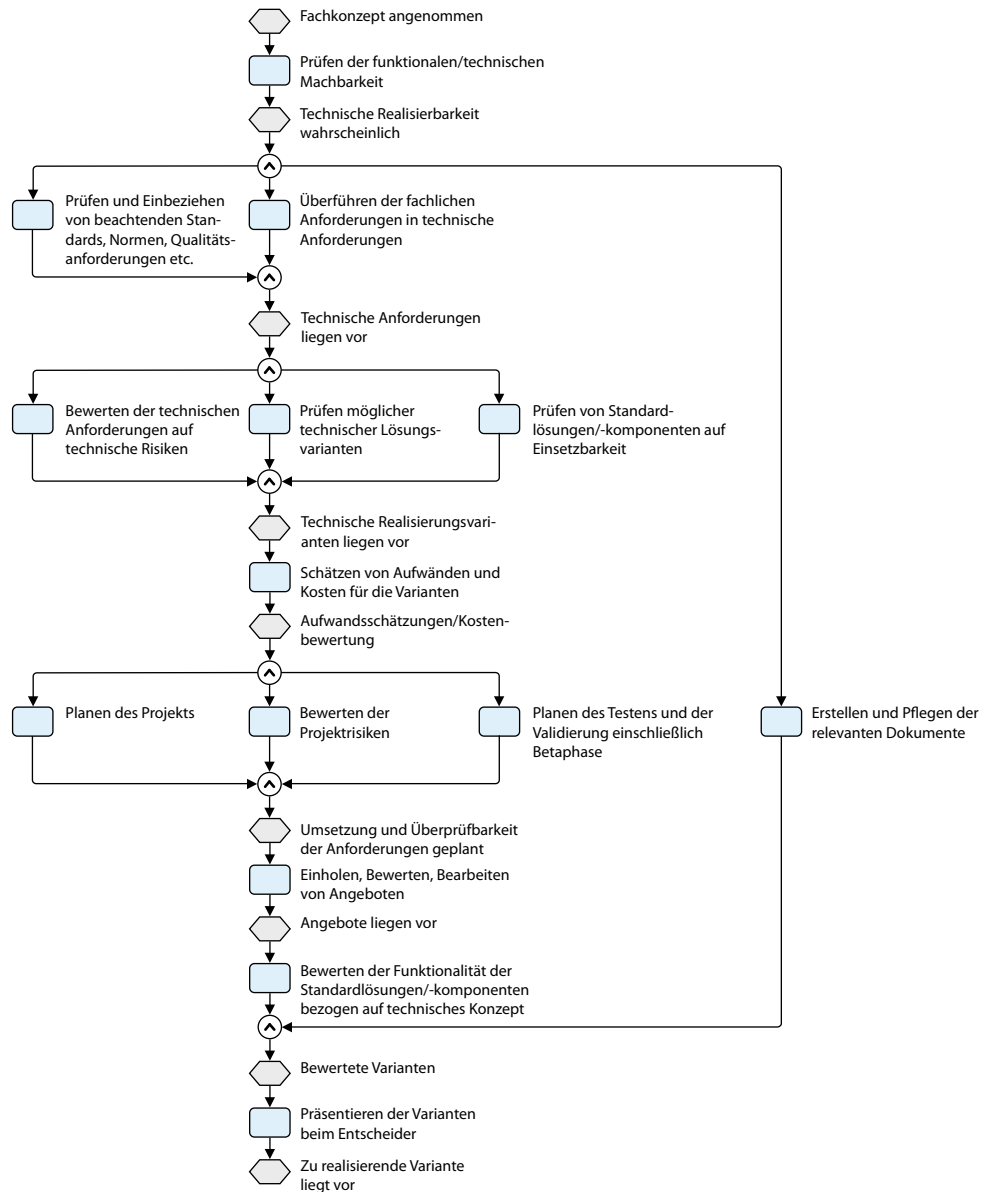 Fachkonzept angenommen
Prüfen der funktionalen/technischen
Machbarkeit
Technische Realisierbarkeit
wahrscheinlich
Prüfen und Einbeziehen
von beachtenden Stan-
dards, Normen, Qualitäts-
anforderungen etc.
Überführen der fachlichen
Anforderungen in technische
Anforderungen
Technische Anforderungen
liegen vor
Bewerten der technischen
Anforderungen auf
technische Risiken
Prüfen möglicher
technischer Lösungs-
varianten
Prüfen von Standard-
lösungen/-komponenten auf
Einsetzbarkeit
Technische Realisierungsvari-
anten liegen vor
Schätzen von Aufwänden und
Kosten für die Varianten
Aufwandsschätzungen/Kosten-
bewertung
Planen des Projekts
Bewerten der
Projektrisiken
Planen des Testens und der
Validierung einschließlich
Betaphase
Erstellen und Pflegen der
relevanten Dokumente
Umsetzung und Überprüfbarkeit
der Anforderungen geplant
Einholen, Bewerten, Bearbeiten
von Angeboten
Angebote liegen vor
Bewerten der Funktionalität der
Standardlösungen/-komponenten
bezogen auf technisches Konzept
Bewertete Varianten
Präsentieren der Varianten
beim Entscheider
Zu realisierende Variante
liegt vor